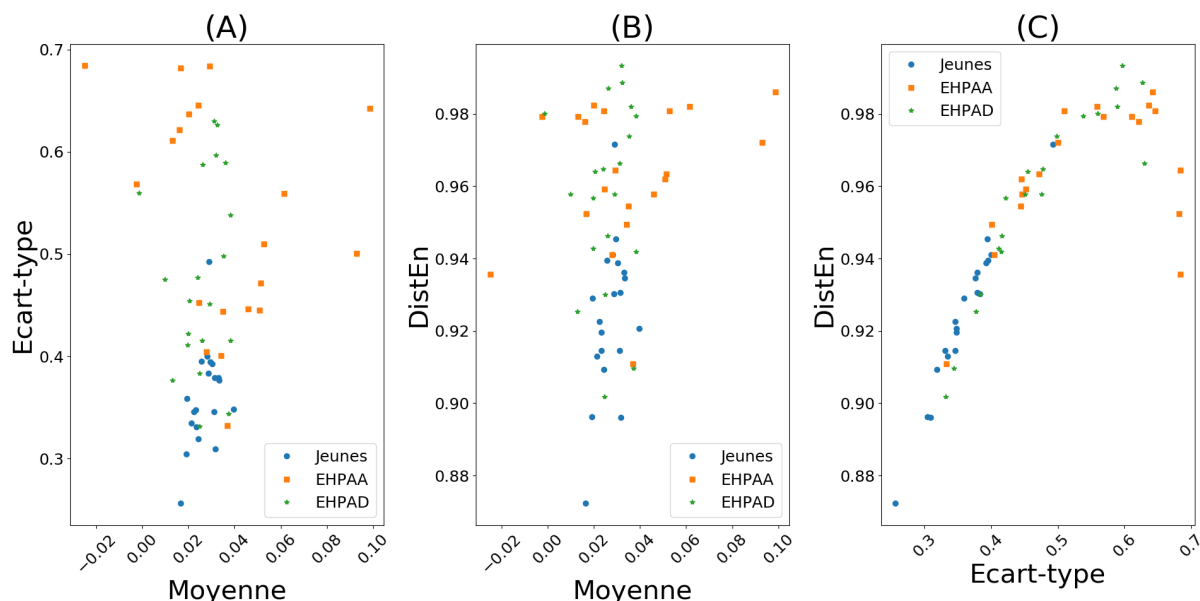 (A)
0.7
0.6
0.5
0.4
0.3
Ecart-type
−0.02
0.00
0.02
0.04
0.06
0.08
0.10
Moyenne
Jeunes
EHPAA
EHPAD
(B)
0.98
0.96
0.94
0.92
0.90
0.88
DistEn
−0.02
0.00
0.02
0.04
0.06
0.08
0.10
Moyenne
Jeunes
EHPAA
EHPAD
(C)
Jeunes
EHPAA
EHPAD
0.98
0.96
0.94
0.92
0.90
0.88
DistEn
0.3
0.4
0.5
0.6
0.7
Ecart-type